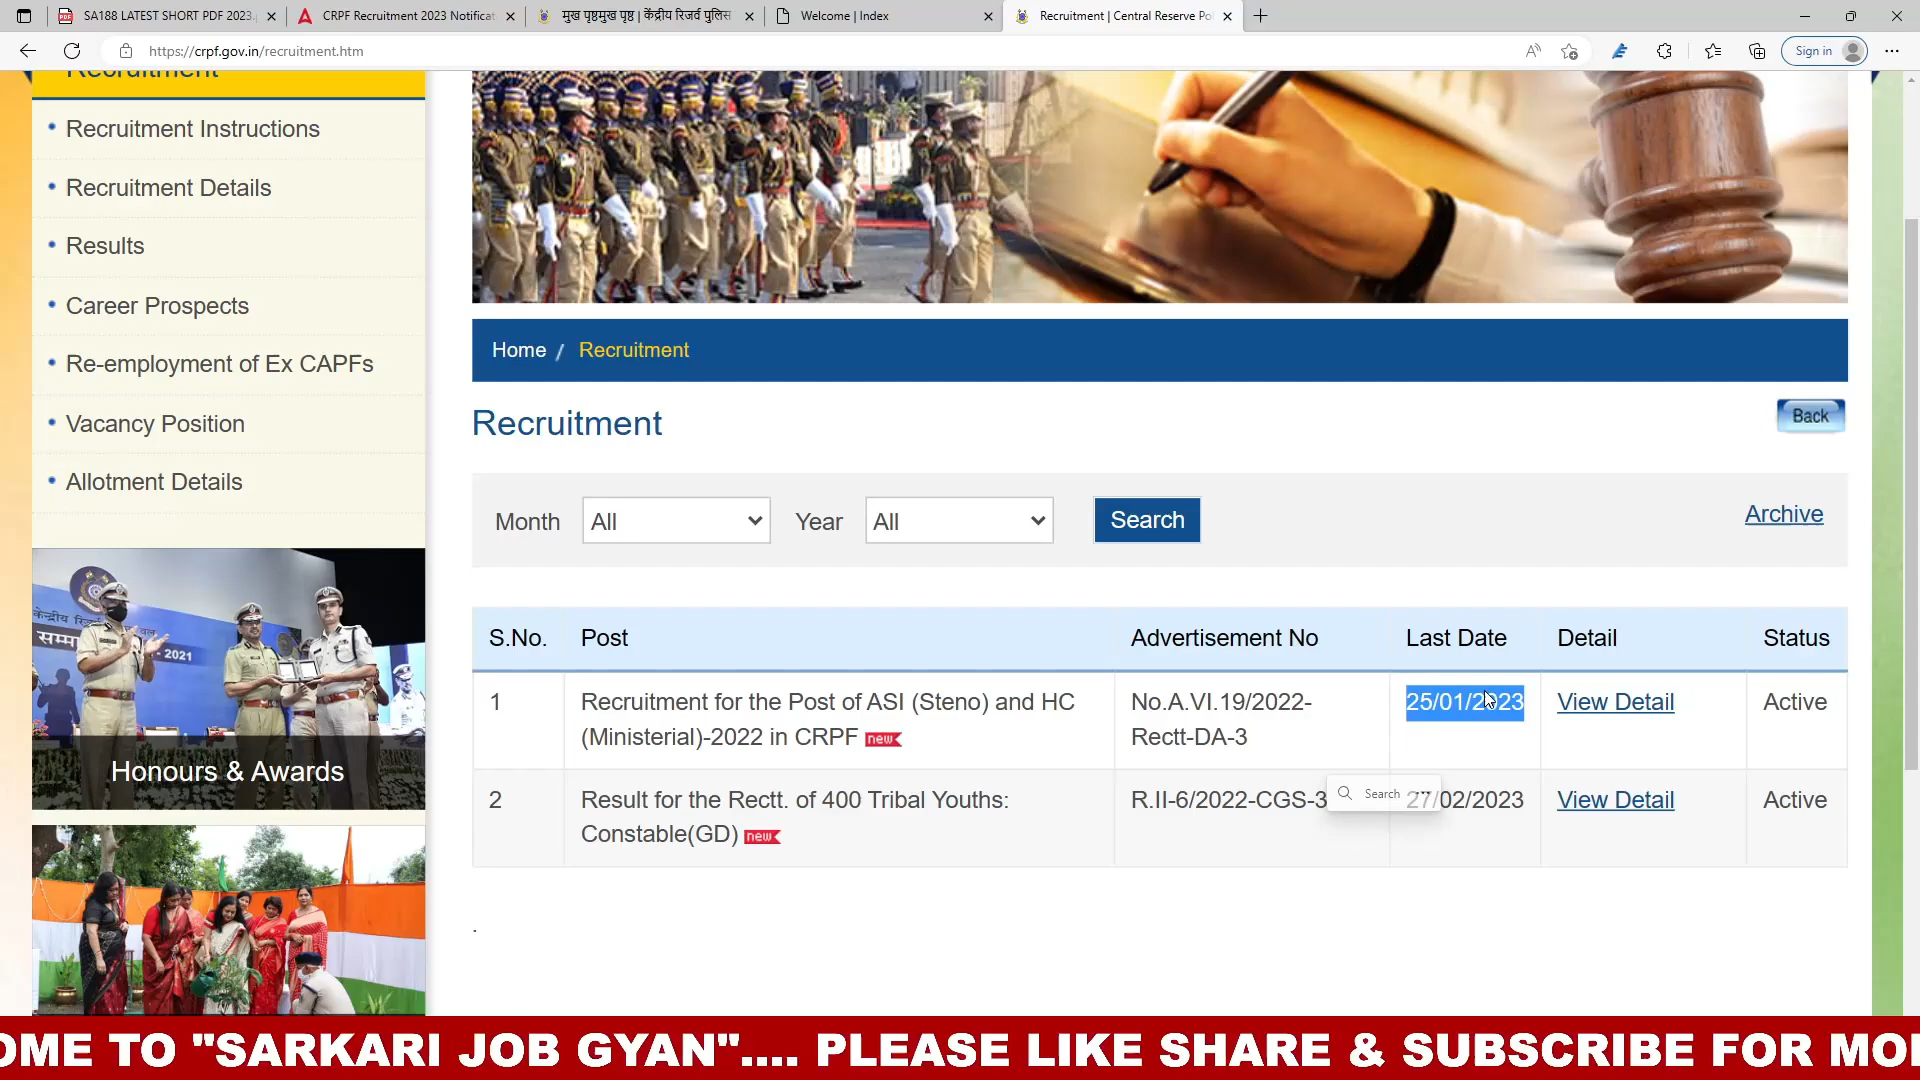 SA188 LATEST SHORT PDF 2023.
CRPF Recruitment 2023 Notificat
मुख पृष्ठमुख पृष्ठ | केंद्रीय रिजर्व पुलिस
Welcome | Index
Recruitment | Central Reserve Po
https://crpf.gov.in/recruitment.htm
Sign in
Recruitment
Recruitment Instructions
Recruitment Details
Results
Career Prospects
Re-employment of Ex CAPFs
Vacancy Position
Allotment Details
- 2021
Honours & Awards
Home / Recruitment
Recruitment
Back
Month All Year All Search
Archive
S.No. Post Advertisement No Last Date Detail Status
1 Recruitment for the Post of ASI (Steno) and HC No.A.VI.19/2022- 25/01/2023 View Detail Active
(Ministerial)-2022 in CRPF new Rectt-DA-3
Search
2 Result for the Rectt. of 400 Tribal Youths: R.II-6/2022-CGS-3 27/02/2023 View Detail Active
Constable(GD) new
.
OME TO "SARKARI JOB GYAN".... PLEASE LIKE SHARE & SUBSCRIBE FOR MO